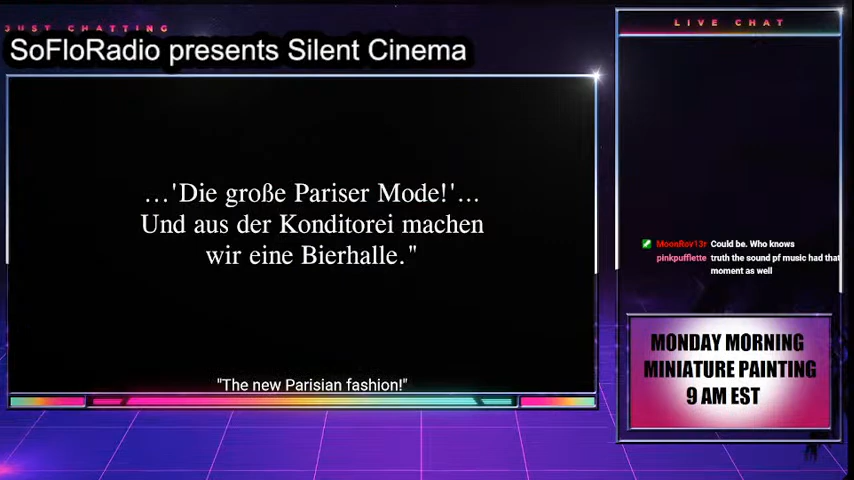 JUST CHATTING
SoFloRadio presents Silent Cinema
...'Die große Pariser Mode!'...
Und aus der Konditorei machen
wir eine Bierhalle."
"The new Parisian fashion!"
LIVE CHAT
MoonRov13r Could be. Who knows
pinkpufflette truth the sound pf music had that
moment as well
MONDAY MORNING
MINIATURE PAINTING
9 AM EST